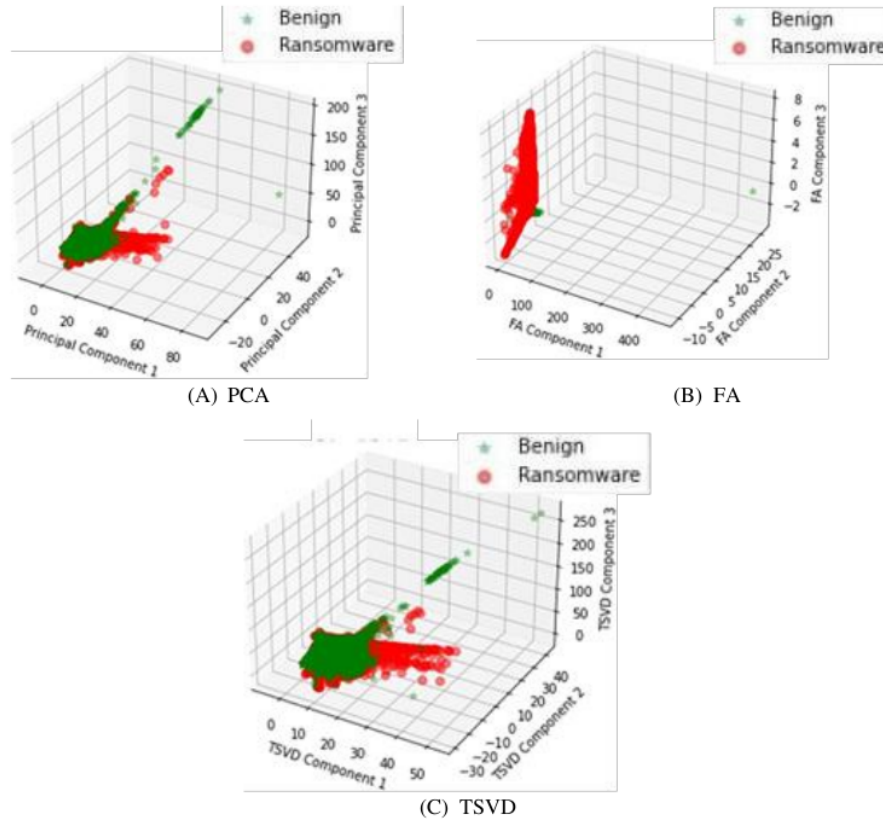 Benign
Ransomware
200
150
100
50
0
Principal Component 3
40
20
0
−20
Principal Component 2
0
20
40
60
80
Principal Component 1
(A) PCA
Benign
Ransomware
8
6
4
2
0
−2
FA Component 3
25
20
15
10
5
0
−5
−10
FA Component 2
0
100
200
300
400
FA Component 1
(B) FA
Benign
Ransomware
250
200
150
100
50
0
TSVD Component 3
40
30
20
10
0
−10
−20
−30
TSVD Component 2
0
10
20
30
40
50
TSVD Component 1
(C) TSVD